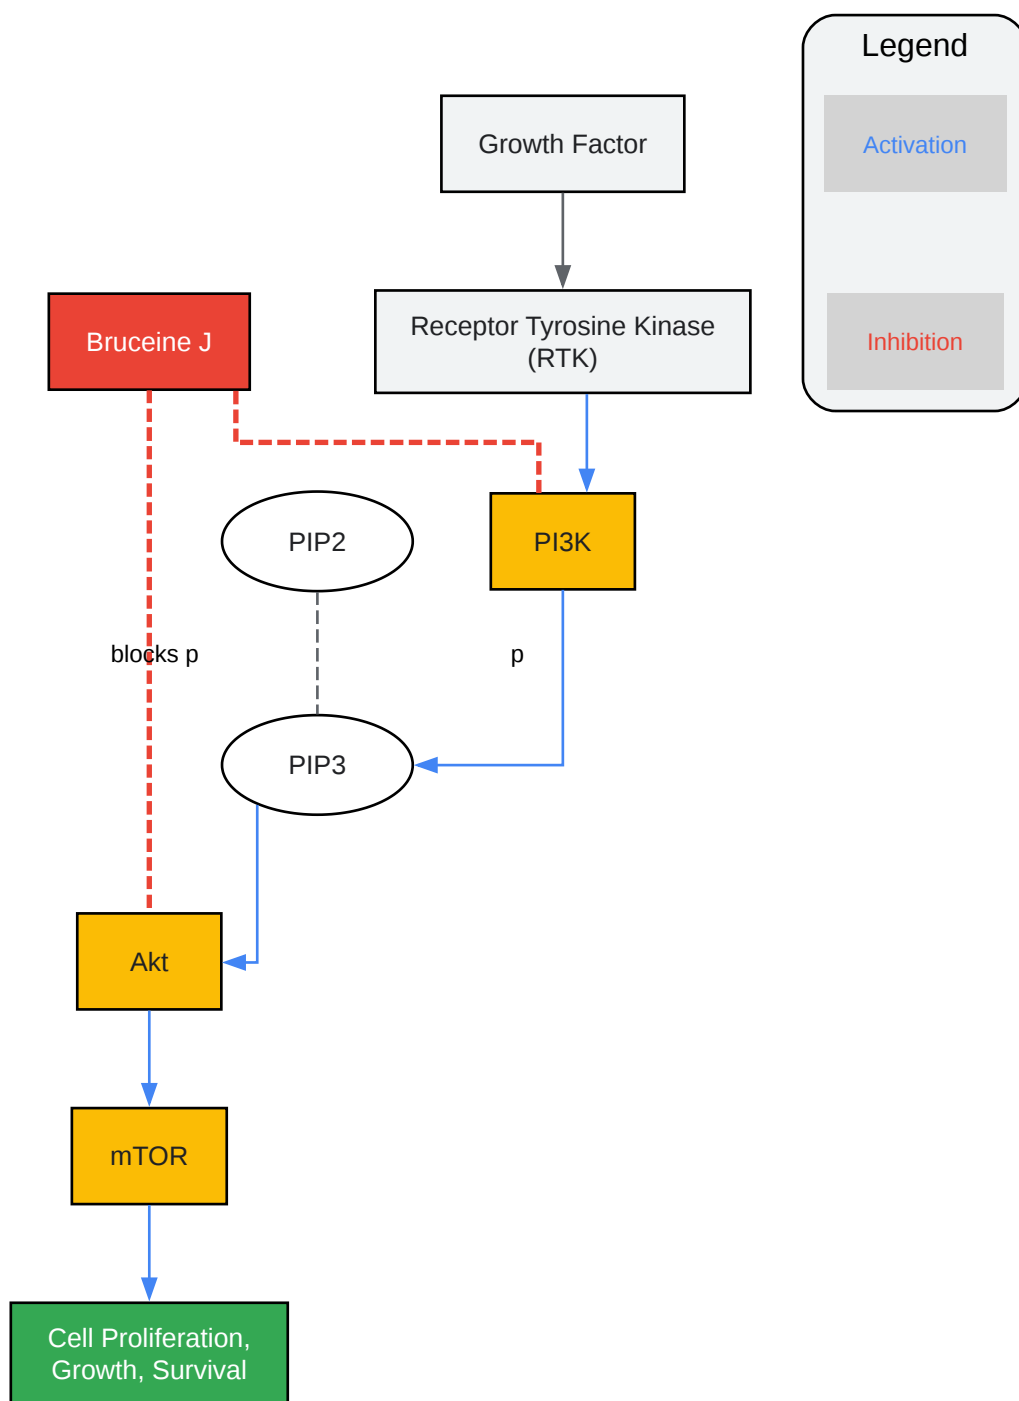 Legend
Growth Factor
Activation
Receptor Tyrosine Kinase
(RTK)
Bruceine J
Inhibition
PIP2
PI3K
blocks p
p
PIP3
Akt
mTOR
Cell Proliferation,
Growth, Survival